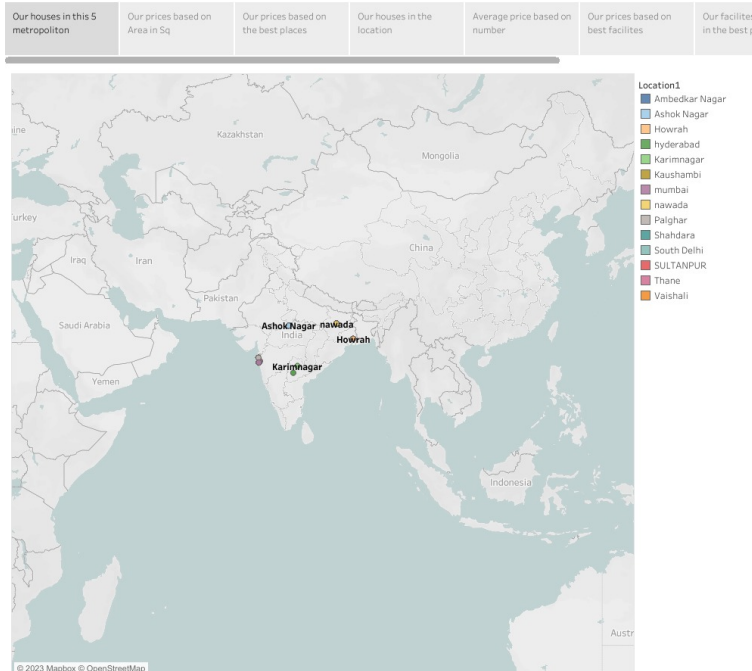 Our houses in this 5
metropoliton
Our prices based on
Area in Sq
Our prices based on
the best places
Our houses in the
location
Average price based on
number
Our prices based on
best facilites
Our facilites
in the best
Kazakhstan
Mongolia
China
Iraq
Iran
Pakistan
Saudi Arabia
Yemen
India
Indonesia
Ashok Nagar
nawada
Howrah
Karimnagar
© 2023 Mapbox © OpenStreetMap
Location1
Ambedkar Nagar
Ashok Nagar
Howrah
hyderabad
Karimnagar
Kaushambi
mumbai
nawada
Palghar
Shahdara
South Delhi
SULTANPUR
Thane
Vaishali